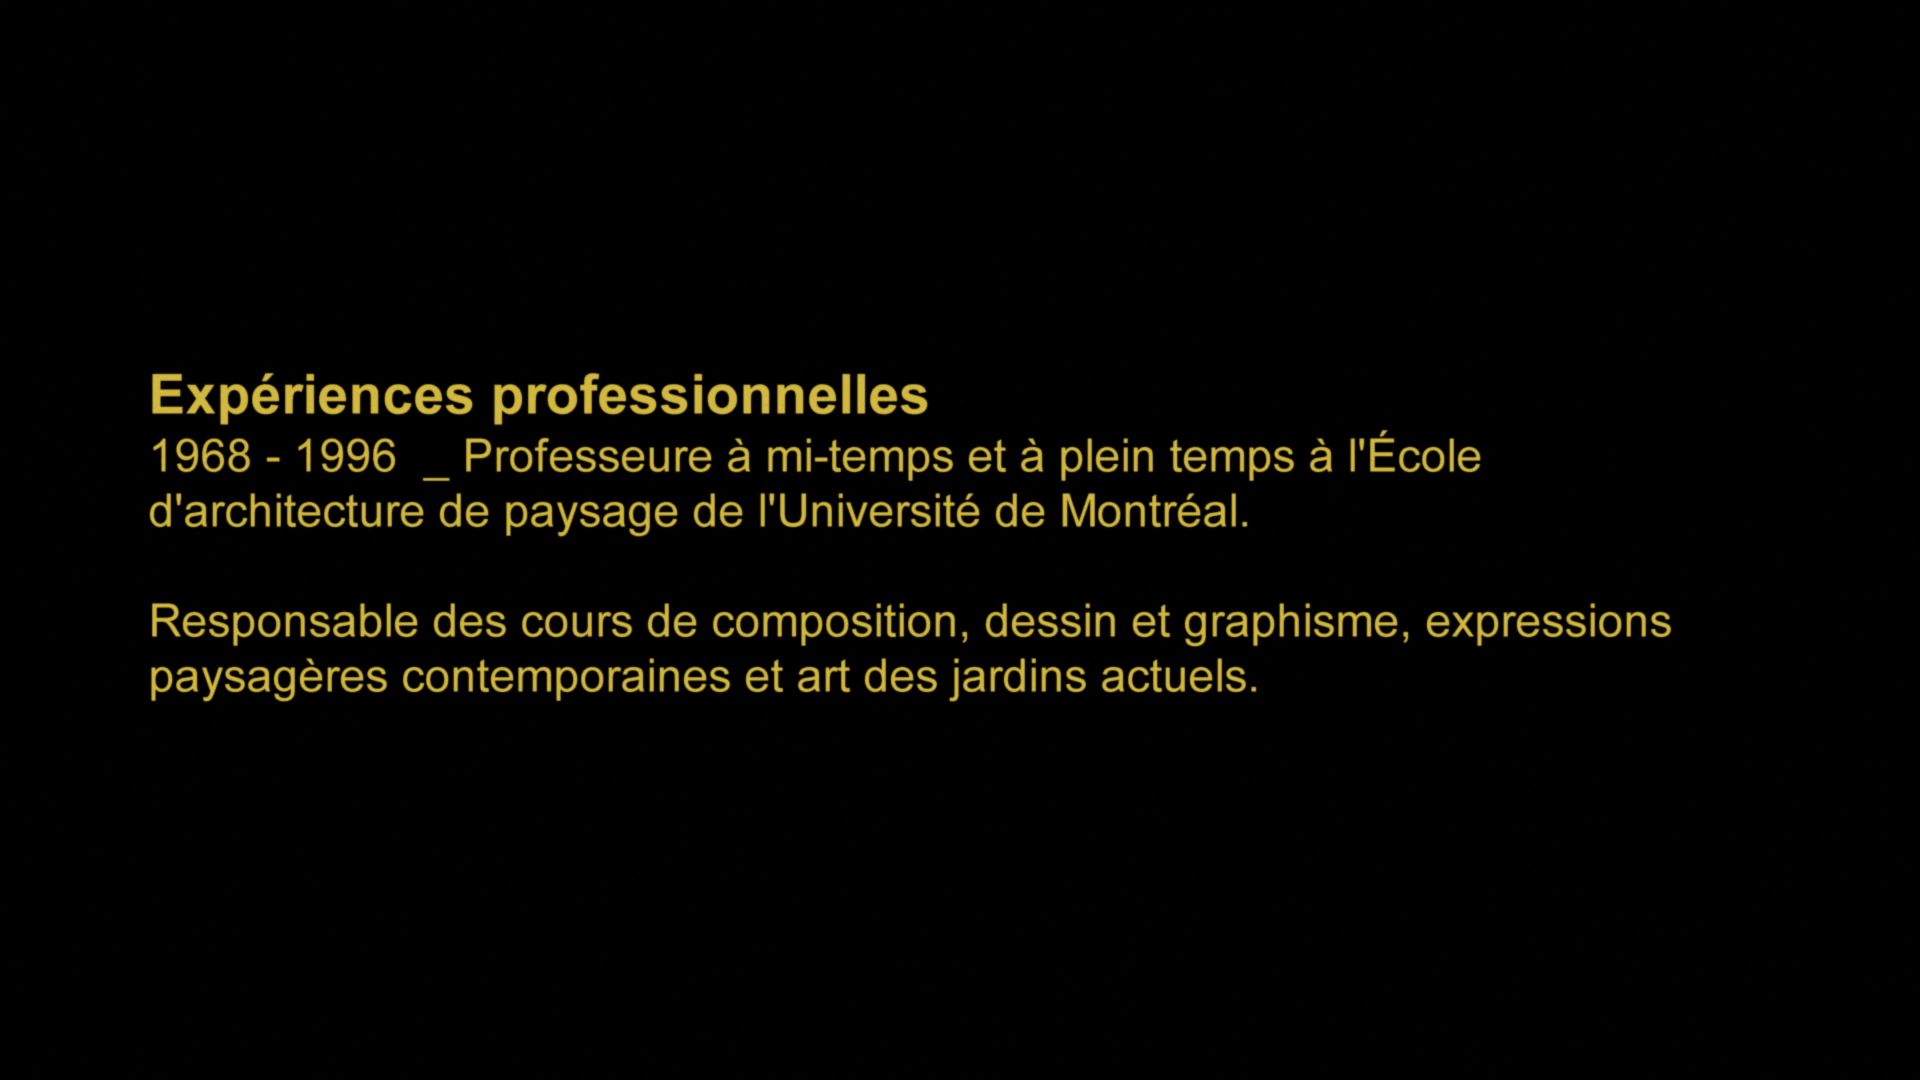 Expériences professionnelles
1968 - 1996  _ Professeure à mi-temps et à plein temps à l'École
d'architecture de paysage de l'Université de Montréal.
Responsable des cours de composition, dessin et graphisme, expressions
paysagères contemporaines et art des jardins actuels.